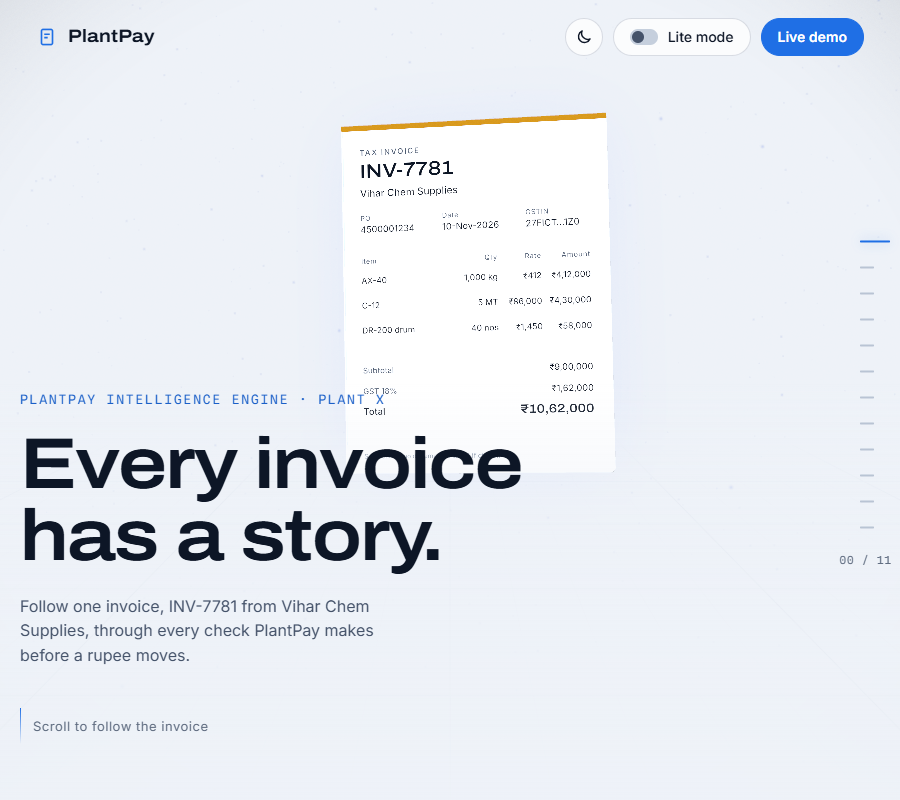 PlantPay
Lite mode
Live demo
TAX INVOICE
INV-7781
Vihar Chem Supplies
PO Date GSTIN
4500001234 10-Nov-2026 27FICT...1Z0
Item Qty Rate Amount
AX-40 1,000 kg ₹412 ₹4,12,000
C-12 5 MT ₹86,000 ₹4,30,000
DR-200 drum 40 nos ₹1,450 ₹58,000
Subtotal ₹9,00,000
GST 18% ₹1,62,000
Total ₹10,62,000
PLANTPAY INTELLIGENCE ENGINE · PLANT X
Every invoice
has a story.
Follow one invoice, INV-7781 from Vihar Chem
Supplies, through every check PlantPay makes
before a rupee moves.
Scroll to follow the invoice
00 / 11